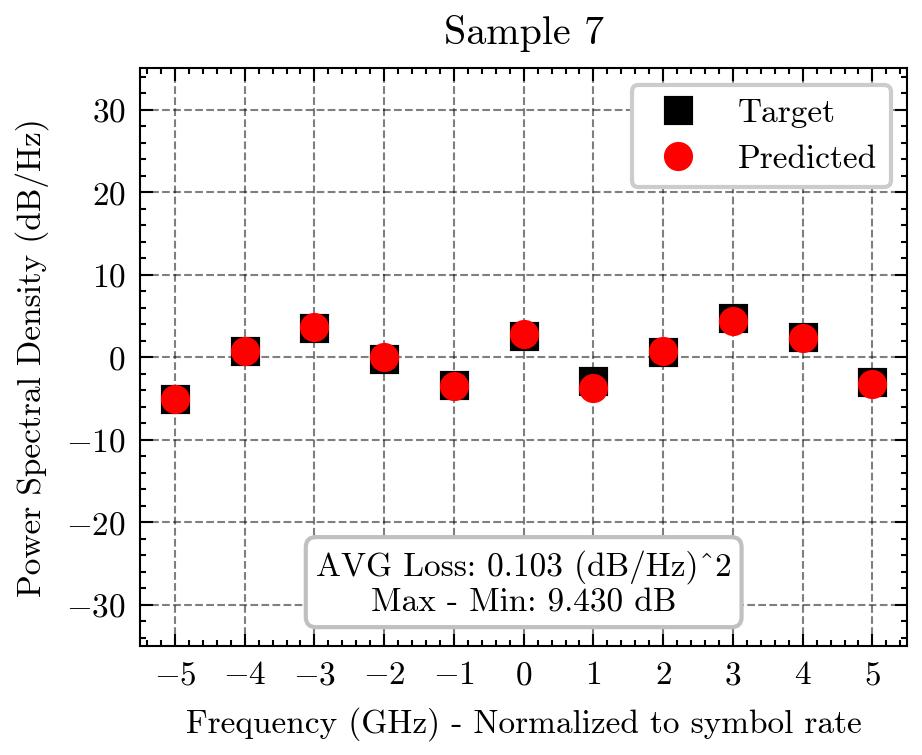 Sample 7
Power Spectral Density (dB/Hz)
30
20
10
0
−10
−20
−30
Target
Predicted
AVG Loss: 0.103 (dB/Hz)^2
Max - Min: 9.430 dB
−5 −4 −3 −2 −1 0 1 2 3 4 5
Frequency (GHz) - Normalized to symbol rate